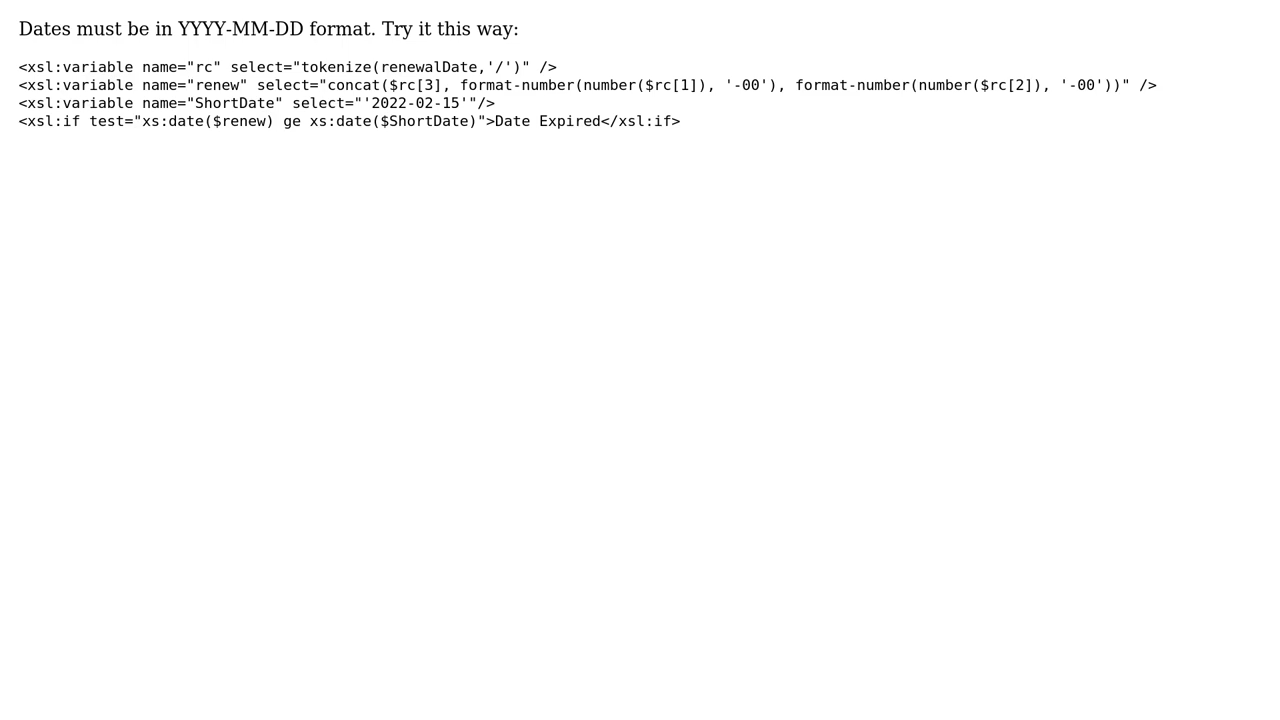 Dates must be in YYYY-MM-DD format. Try it this way:
<xsl:variable name="rc" select="tokenize(renewalDate,'/')" />
<xsl:variable name="renew" select="concat($rc[3], format-number(number($rc[1]), '-00'), format-number(number($rc[2]), '-00'))" />
<xsl:variable name="ShortDate" select="'2022-02-15'"/>
<xsl:if test="xs:date($renew) ge xs:date($ShortDate)">Date Expired</xsl:if>